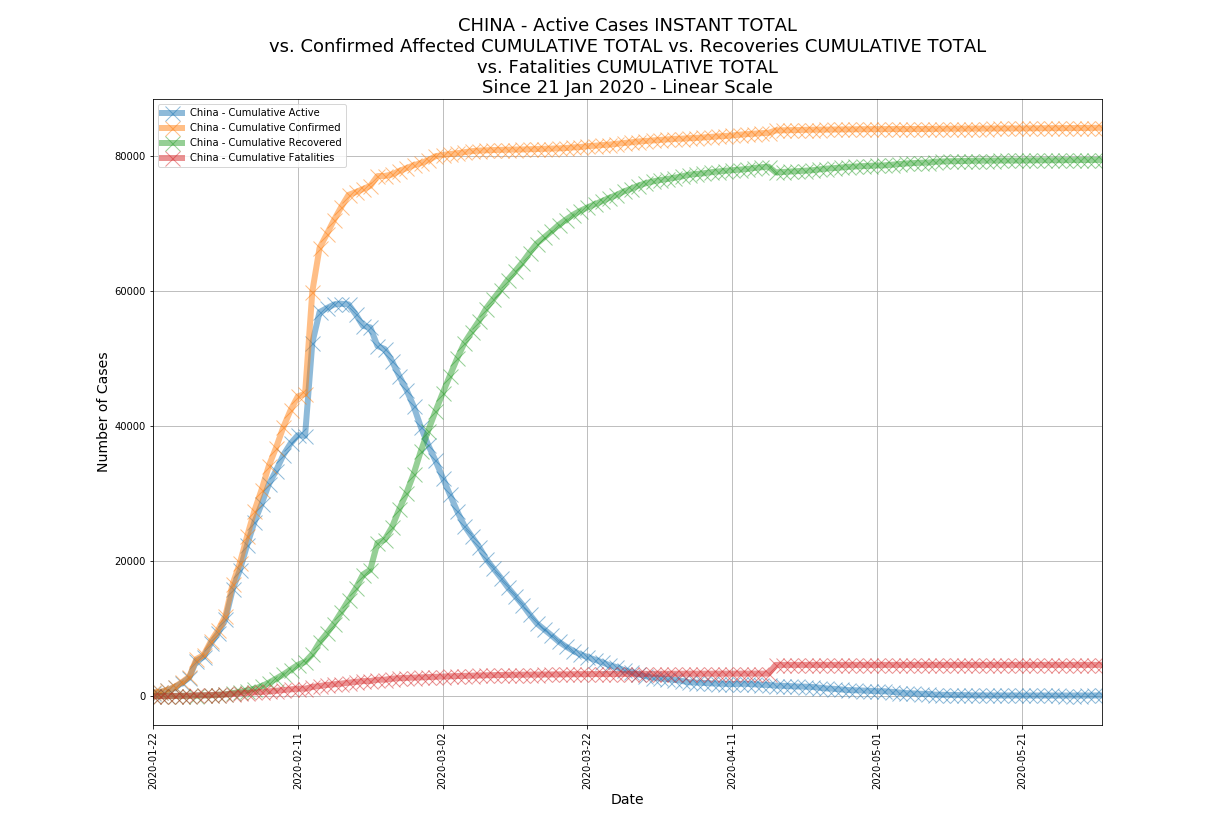 CHINA - Active Cases INSTANT TOTAL
vs. Confirmed Affected CUMULATIVE TOTAL vs. Recoveries CUMULATIVE TOTAL
vs. Fatalities CUMULATIVE TOTAL
Since 21 Jan 2020 - Linear Scale
China - Cumulative Active
China - Cumulative Confirmed
China - Cumulative Recovered
China - Cumulative Fatalities
Number of Cases
80000
60000
40000
20000
0
2020-01-22
2020-02-11
2020-03-02
2020-03-22
2020-04-11
2020-05-01
2020-05-21
Date